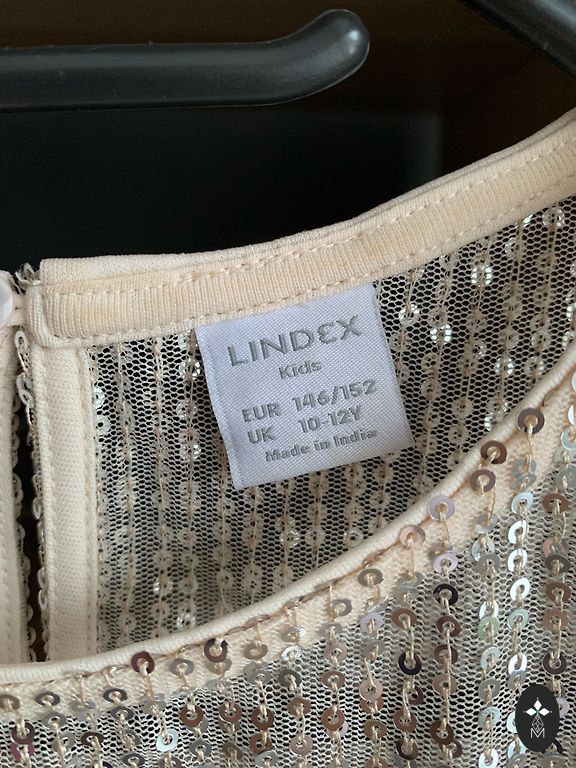 LINDEX
Kids
EUR 146/152
UK 10-12Y
Made in India
M